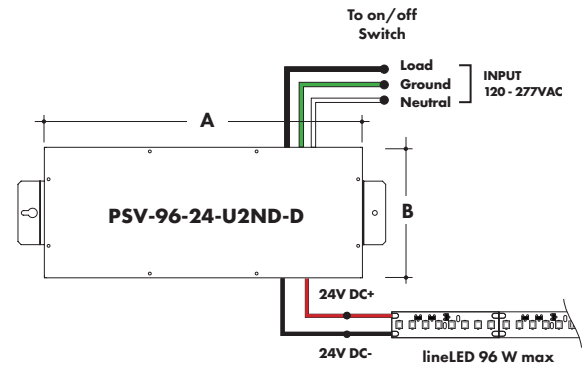 To on/off
Switch
Load
Ground
Neutral
INPUT
120 - 277VAC
A
B
PSV-96-24-U2ND-D
24V DC+
24V DC-
lineLED 96 W max